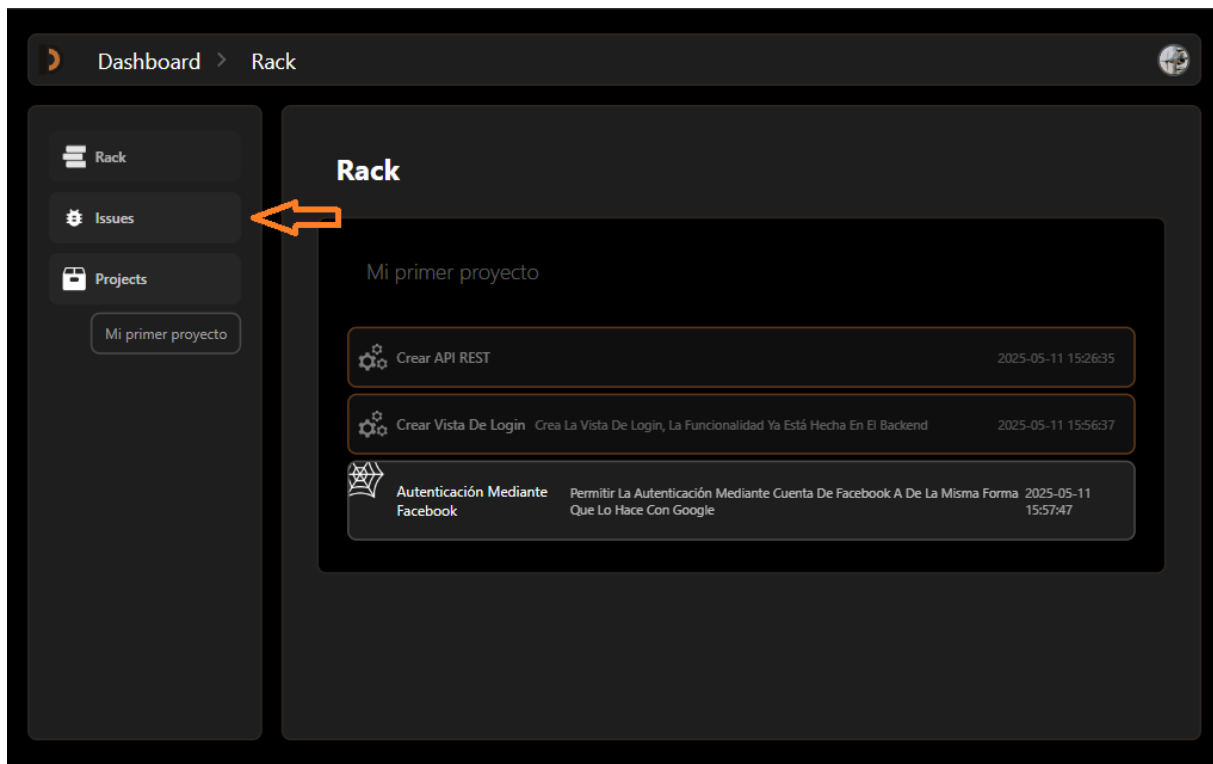 Dashboard > Rack
Rack
Issues
Projects
Mi primer proyecto
Rack
Mi primer proyecto
Crear API REST 2025-05-11 15:26:35
Crear Vista De Login Crea La Vista De Login, La Funcionalidad Ya Está Hecha En El Backend 2025-05-11 15:56:37
Autenticación Mediante Permitir La Autenticación Mediante Cuenta De Facebook A De La Misma Forma 2025-05-11
Facebook Que Lo Hace Con Google 15:57:47